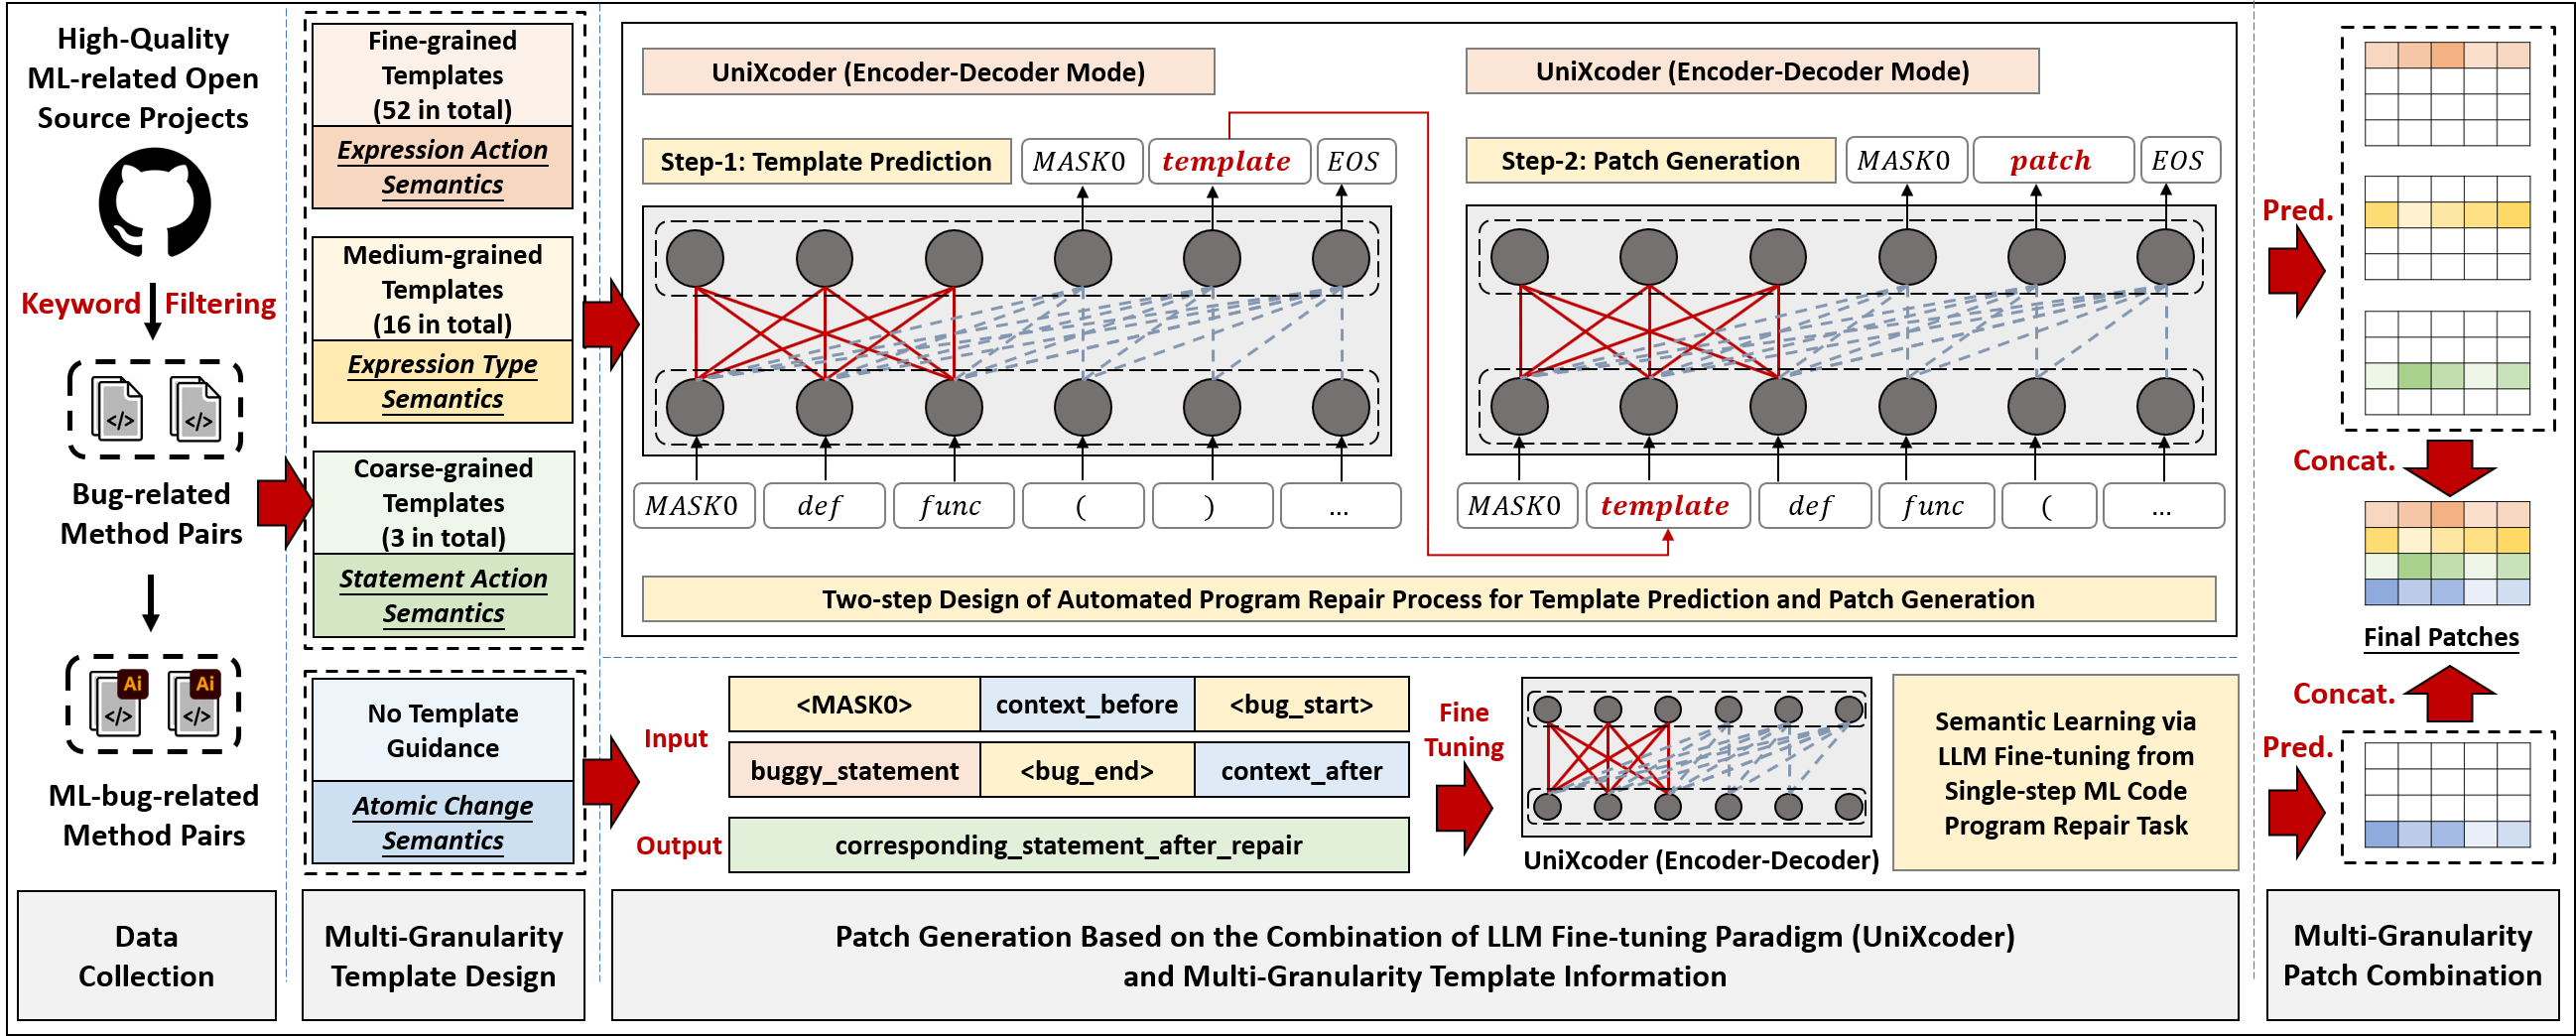 High-Quality
ML-related Open
Source Projects
Keyword Filtering
</>
</>
Bug-related
Method Pairs
Ai
Ai
</>
</>
ML-bug-related
Method Pairs
Data
Collection
Fine-grained
Templates
(52 in total)
Expression Action
Semantics
Medium-grained
Templates
(16 in total)
Expression Type
Semantics
Coarse-grained
Templates
(3 in total)
Statement Action
Semantics
No Template
Guidance
Atomic Change
Semantics
Multi-Granularity
Template Design
UniXcoder (Encoder-Decoder Mode)
Step-1: Template Prediction
MASK0 template EOS
MASK0 def func ( ) ...
UniXcoder (Encoder-Decoder Mode)
Step-2: Patch Generation
MASK0 patch EOS
MASK0 template def func ( ...
Two-step Design of Automated Program Repair Process for Template Prediction and Patch Generation
Input
<MASK0> context_before <bug_start>
buggy_statement <bug_end> context_after
Output
corresponding_statement_after_repair
Fine
Tuning
UniXcoder (Encoder-Decoder)
Semantic Learning via
LLM Fine-tuning from
Single-step ML Code
Program Repair Task
Patch Generation Based on the Combination of LLM Fine-tuning Paradigm (UniXcoder)
and Multi-Granularity Template Information
Pred.
Concat.
Final Patches
Concat.
Pred.
Multi-Granularity
Patch Combination